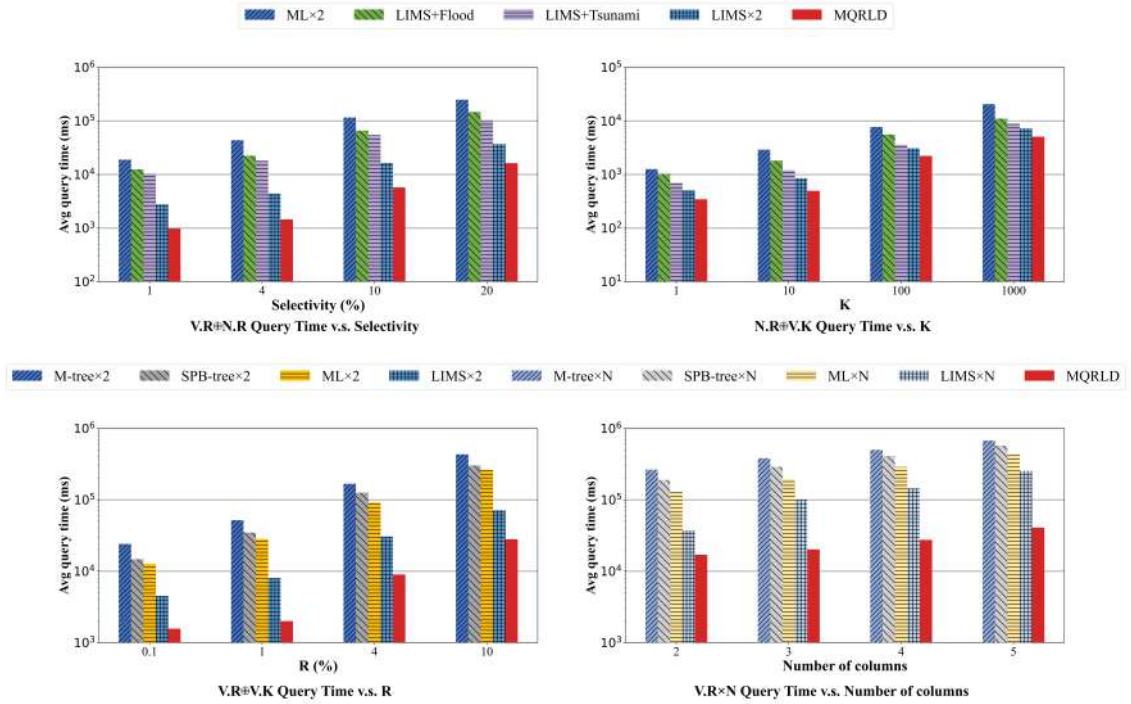 ML×2 LIMS+Flood LIMS+Tsunami LIMS×2 MQRLD
Avg query time (ms)
10⁶
10⁵
10⁴
10³
10²
1 4 10 20
Selectivity (%)
V.R⊕N.R Query Time v.s. Selectivity
Avg query time (ms)
10⁵
10⁴
10³
10²
10¹
1 10 100 1000
K
N.R⊕V.K Query Time v.s. K
M-tree×2 SPB-tree×2 ML×2 LIMS×2 M-tree×N SPB-tree×N ML×N LIMS×N MQRLD
Avg query time (ms)
10⁶
10⁵
10⁴
10³
0.1 1 4 10
R (%)
V.R⊕V.K Query Time v.s. R
Avg query time (ms)
10⁶
10⁵
10⁴
10³
2 3 4 5
Number of columns
V.R×N Query Time v.s. Number of columns